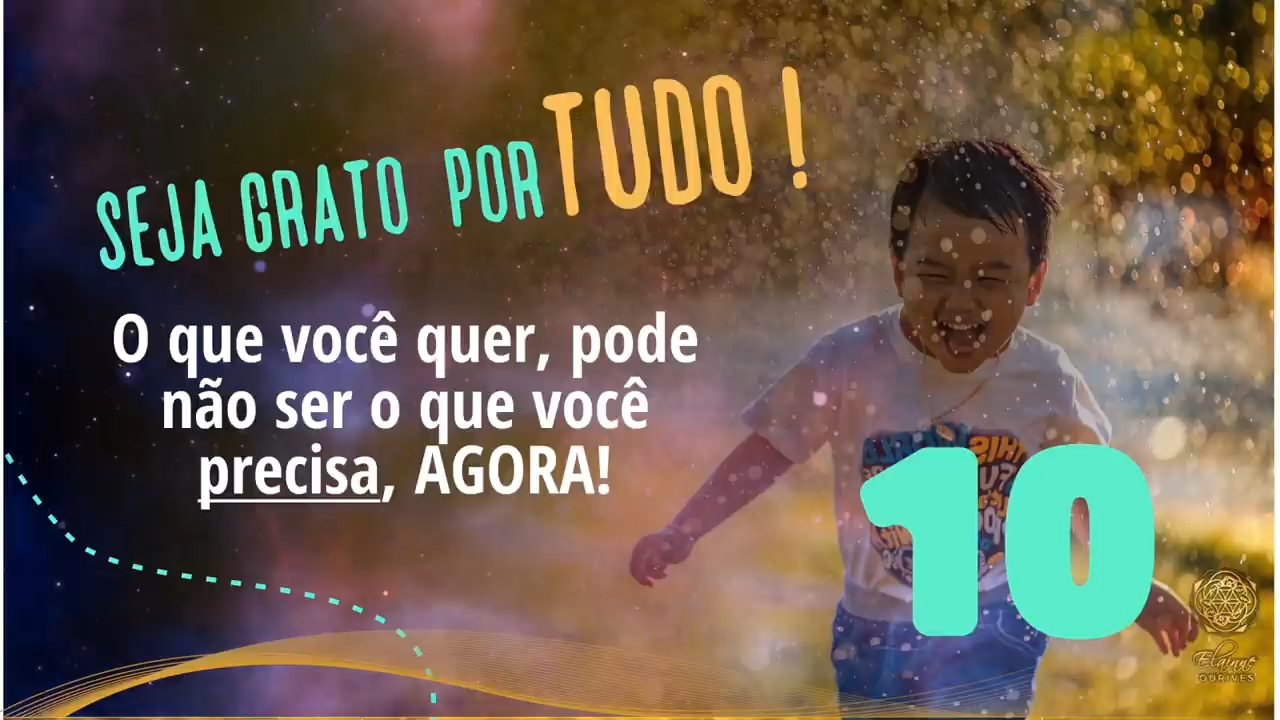 SEJA GRATO POR TUDO !
O que você quer, pode
não ser o que você
precisa, AGORA!
10
Elainne
OURIVES